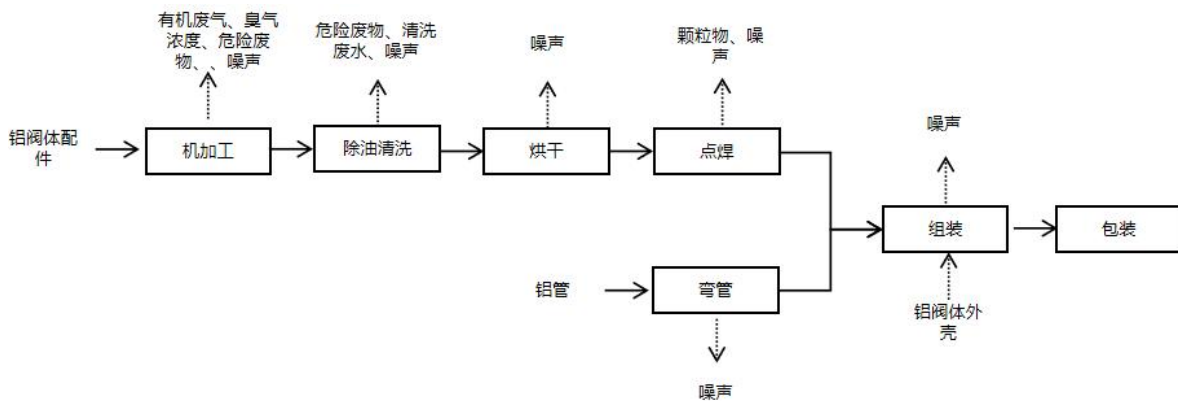 有机废气、臭气
浓度、危险废
物、、噪声
危险废物、清洗
废水、噪声
噪声
颗粒物、噪
声
铝阀体配
件
机加工
除油清洗
烘干
点焊
噪声
组装
包装
铝管
弯管
铝阀体外
壳
噪声